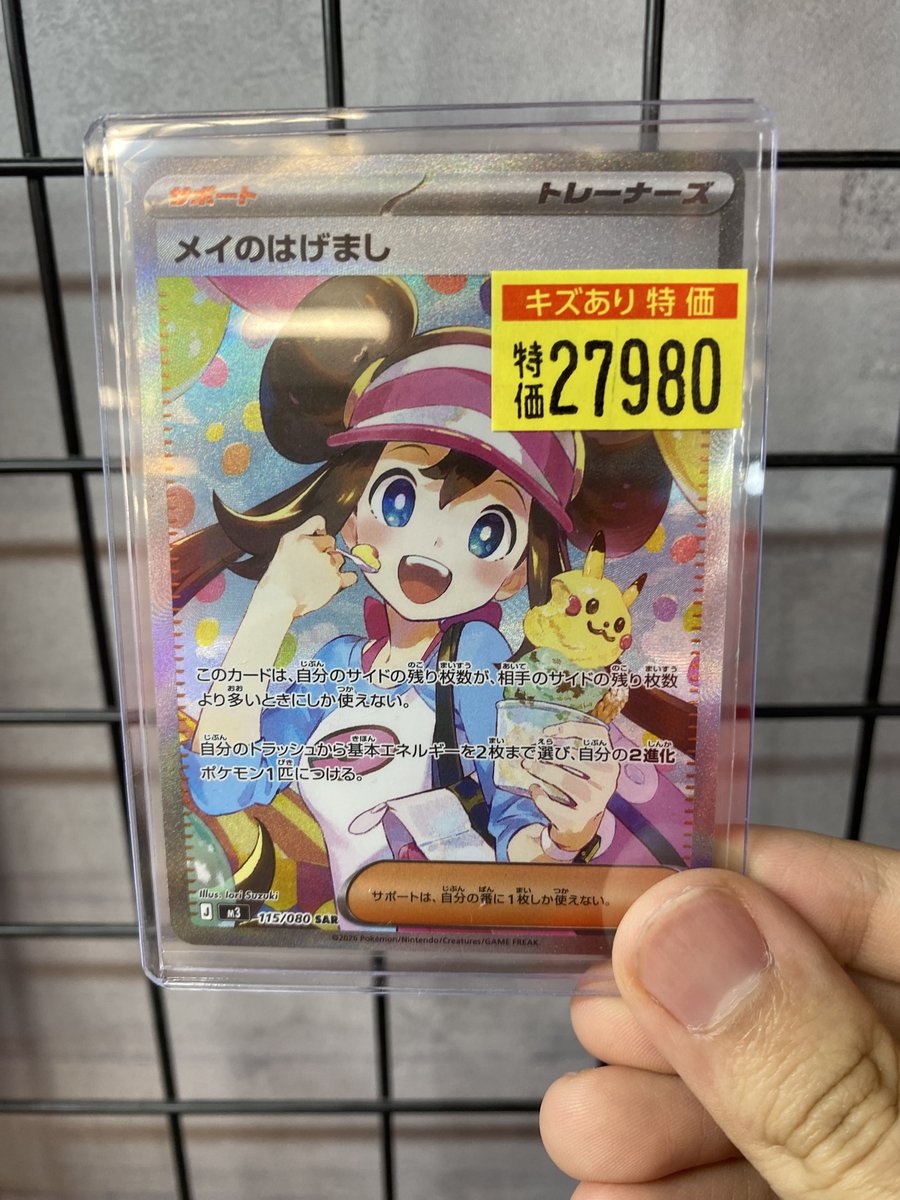 サポート
トレーナーズ
メイのはげまし
キズあり特価
特価27980
このカードは、自分のサイドの残り枚数が、相手のサイドの残り枚数
より多いときにしか使えない。
自分のトラッシュから基本エネルギーを2枚まで選び、自分の2進化
ポケモン1匹につける。
サポートは、自分の番に1枚しか使えない。
Illus. Iori Suzuki
J M3 115/080 SAR
©2026 Pokémon/Nintendo/Creatures/GAME FREAK.